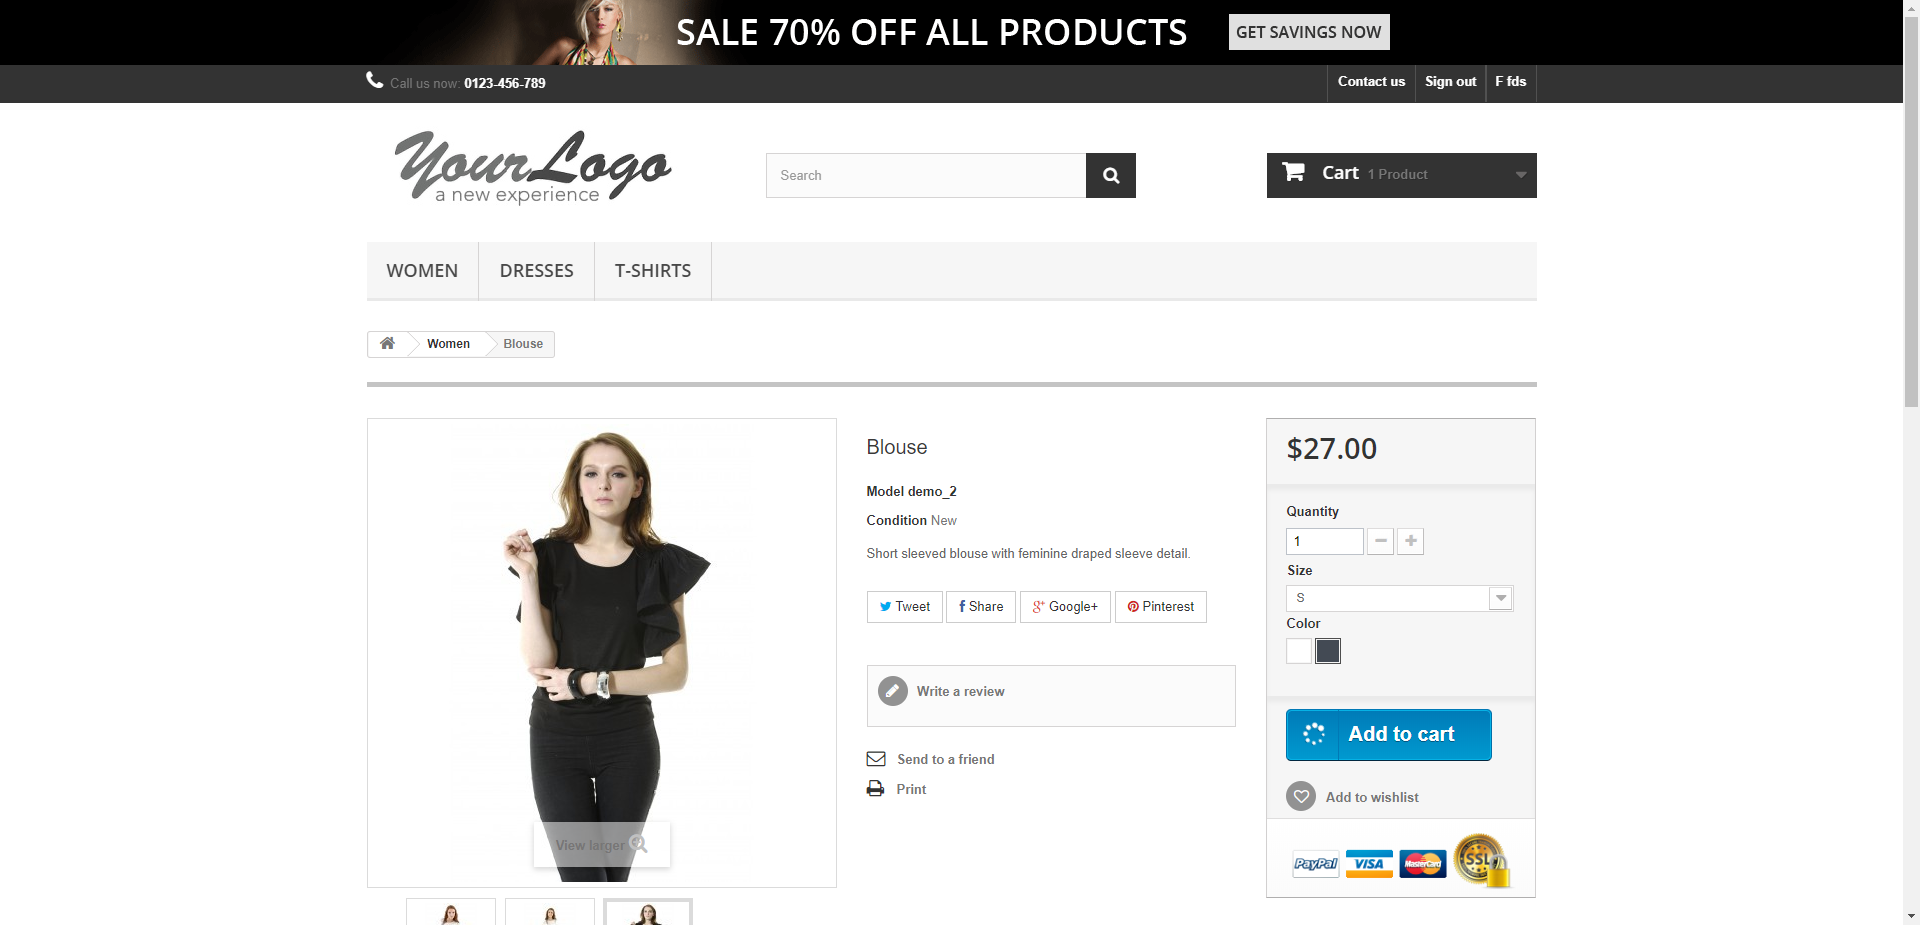 SALE 70% OFF ALL PRODUCTS
GET SAVINGS NOW
Call us now: 0123-456-789
Contact us
Sign out
F fds
YourLogo
a new experience
Search
Cart 1 Product
WOMEN
DRESSES
T-SHIRTS
Women
Blouse
Blouse
Model demo_2
Condition New
Short sleeved blouse with feminine draped sleeve detail.
Tweet
Share
Google+
Pinterest
Write a review
Send to a friend
Print
View larger
$27.00
Quantity
1
Size
S
Color
Add to cart
Add to wishlist
PayPal
VISA
MasterCard
SSL